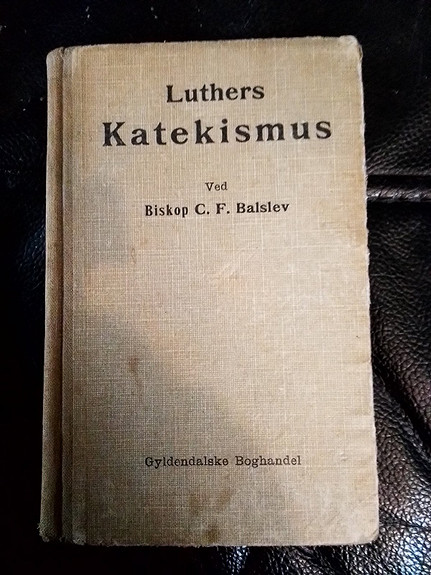 Luthers
Katekismus
Ved
Biskop C. F. Balslev
Gyldendalske Boghandel